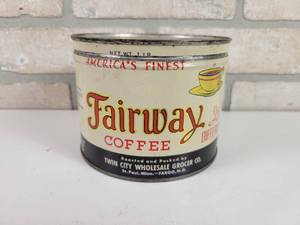 NET WT. 1 LB.
AMERICA'S FINEST
Fairway
COFFEE
Roasted and Packed by
TWIN CITY WHOLESALE GROCER CO.
St. Paul, Minn.—FARGO, N.D.